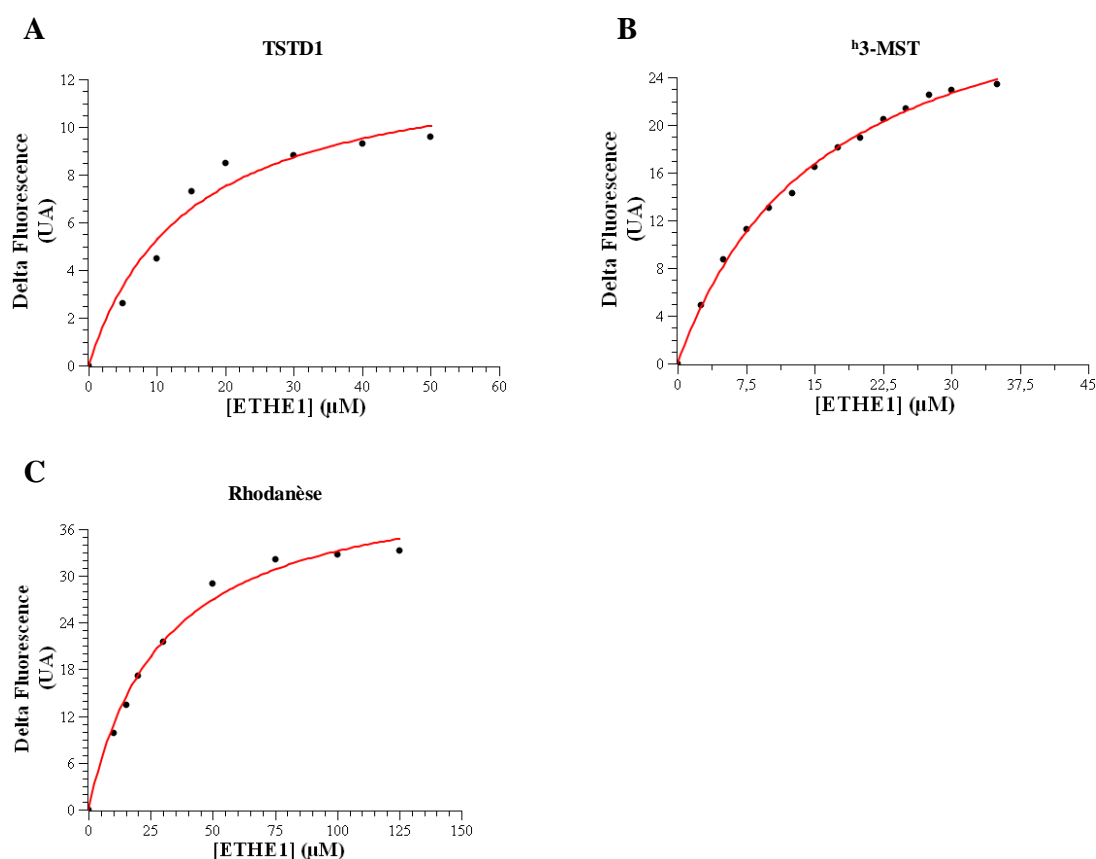 A
TSTD1
Delta Fluorescence
(UA)
12
10
8
6
4
2
0
0 10 20 30 40 50 60
[ETHE1] (µM)
B
h3-MST
Delta Fluorescence
(UA)
24
20
16
12
8
4
0
0 7,5 15 22,5 30 37,5 45
[ETHE1] (µM)
C
Rhodanèse
Delta Fluorescence
(UA)
36
30
24
18
12
6
0
0 25 50 75 100 125 150
[ETHE1] (µM)